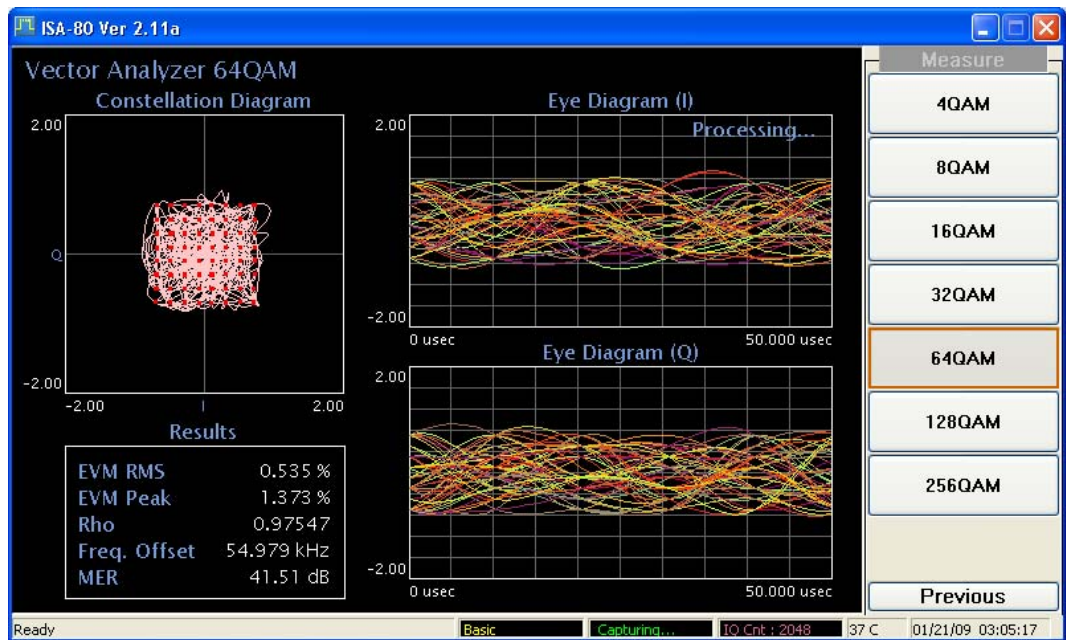 ISA-80 Ver 2.11a
Vector Analyzer 64QAM
Constellation Diagram
2.00
Q
-2.00
-2.00 I 2.00
Eye Diagram (I)
Processing...
2.00
-2.00
0 usec 50.000 usec
Eye Diagram (Q)
2.00
-2.00
0 usec 50.000 usec
Results
EVM RMS 0.535 %
EVM Peak 1.373 %
Rho 0.97547
Freq. Offset 54.979 kHz
MER 41.51 dB
Measure
4QAM
8QAM
16QAM
32QAM
64QAM
128QAM
256QAM
Previous
Ready Basic Capturing... IQ Cnt : 2048 37 C 01/21/09 03:05:17